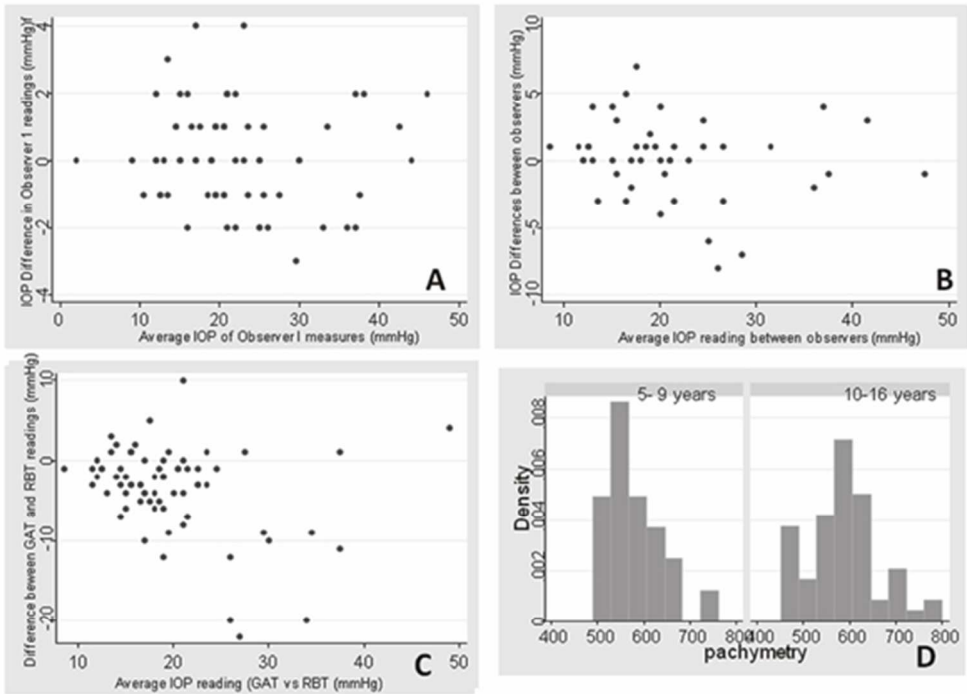 IOP Difference in Observer 1 readings (mmHg)f
4
2
0
-2
-4
0 10 20 30 40 50
Average IOP of Observer1 measures (mmHg)
A
IOP Differences beween observers (mmHg)
10
5
0
-5
-10
10 20 30 40 50
Average IOP reading between observers (mmHg)
B
Difference beween GAT and RBT readings)
10
0
-10
-20
10 20 30 40 50
Average IOP reading (GAT vs RBT (mmHg)
C
5- 9 years 10-16 years
Density
.008
.006
.004
.002
0
400 500 600 700 800 400 500 600 700 800
pachymetry
D